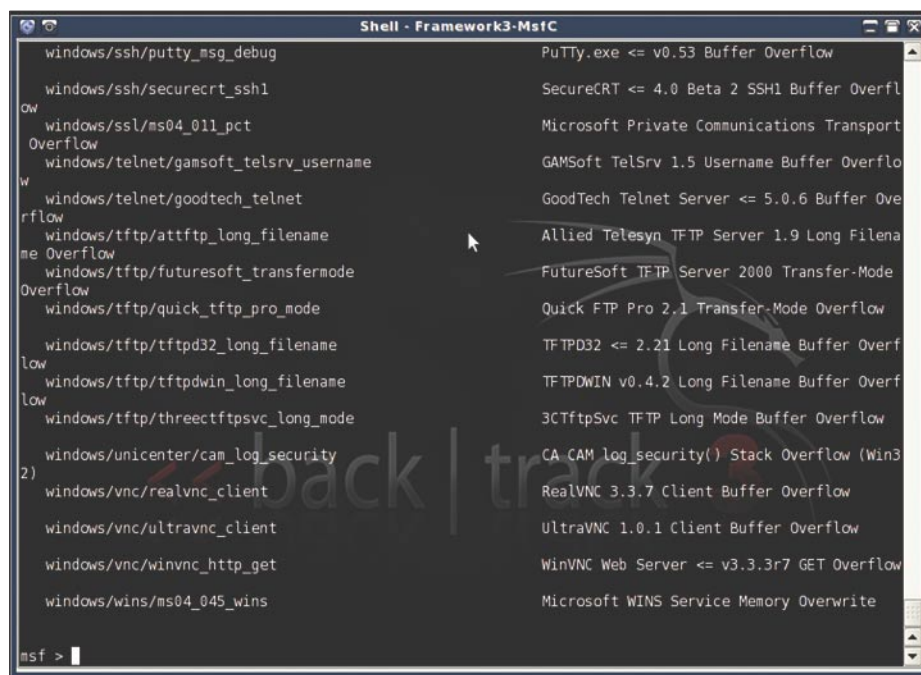 Shell - Framework3-MsfC
windows/ssh/putty_msg_debug PuTTy.exe <= v0.53 Buffer Overflow
windows/ssh/securecrt_ssh1 SecureCRT <= 4.0 Beta 2 SSH1 Buffer Overfl
ow
windows/ssl/ms04_011_pct Microsoft Private Communications Transport
Overflow
windows/telnet/gamsoft_telsrv_username GAMSoft TelSrv 1.5 Username Buffer Overflo
w
windows/telnet/goodtech_telnet GoodTech Telnet Server <= 5.0.6 Buffer Ove
rflow
windows/tftp/attftp_long_filename Allied Telesyn TFTP Server 1.9 Long Filena
me Overflow
windows/tftp/futuresoft_transfermode FutureSoft TFTP Server 2000 Transfer-Mode
Overflow
windows/tftp/quick_tftp_pro_mode Quick FTP Pro 2.1 Transfer-Mode Overflow
windows/tftp/tftpd32_long_filename TFTPD32 <= 2.21 Long Filename Buffer Overf
low
windows/tftp/tftpdwin_long_filename TFTPDWIN v0.4.2 Long Filename Buffer Overf
low
windows/tftp/threectftpsvc_long_mode 3CTftpSvc TFTP Long Mode Buffer Overflow
windows/unicenter/cam_log_security CA CAM log_security() Stack Overflow (Win3
2)
<< back | track 3
windows/vnc/realvnc_client RealVNC 3.3.7 Client Buffer Overflow
windows/vnc/ultravnc_client UltraVNC 1.0.1 Client Buffer Overflow
windows/vnc/winvnc_http_get WinVNC Web Server <= v3.3.3r7 GET Overflow
windows/wins/ms04_045_wins Microsoft WINS Service Memory Overwrite
msf >